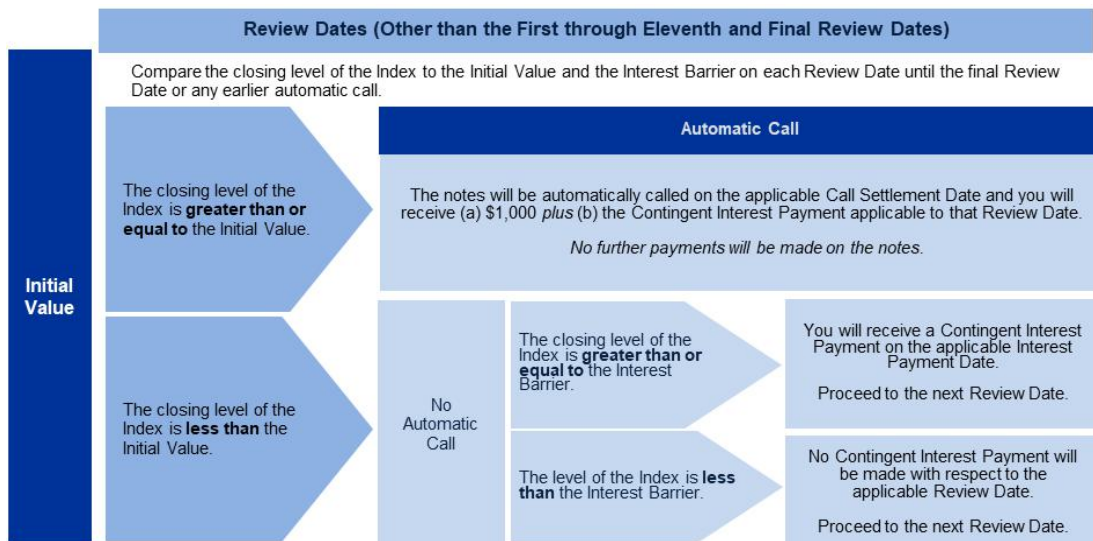 Review Dates (Other than the First through Eleventh and Final Review Dates)
Compare the closing level of the Index to the Initial Value and the Interest Barrier on each Review Date until the final Review
Date or any earlier automatic call.
Initial
Value
The closing level of the
Index is greater than or
equal to the Initial Value.
Automatic Call
The notes will be automatically called on the applicable Call Settlement Date and you will
receive (a) $1,000 plus (b) the Contingent Interest Payment applicable to that Review Date.
No further payments will be made on the notes.
The closing level of the
Index is less than the
Initial Value.
No
Automatic
Call
The closing level of the
Index is greater than or
equal to the Interest
Barrier.
You will receive a Contingent Interest
Payment on the applicable Interest
Payment Date.
Proceed to the next Review Date.
The level of the Index is less
than the Interest Barrier.
No Contingent Interest Payment will
be made with respect to the
applicable Review Date.
Proceed to the next Review Date.